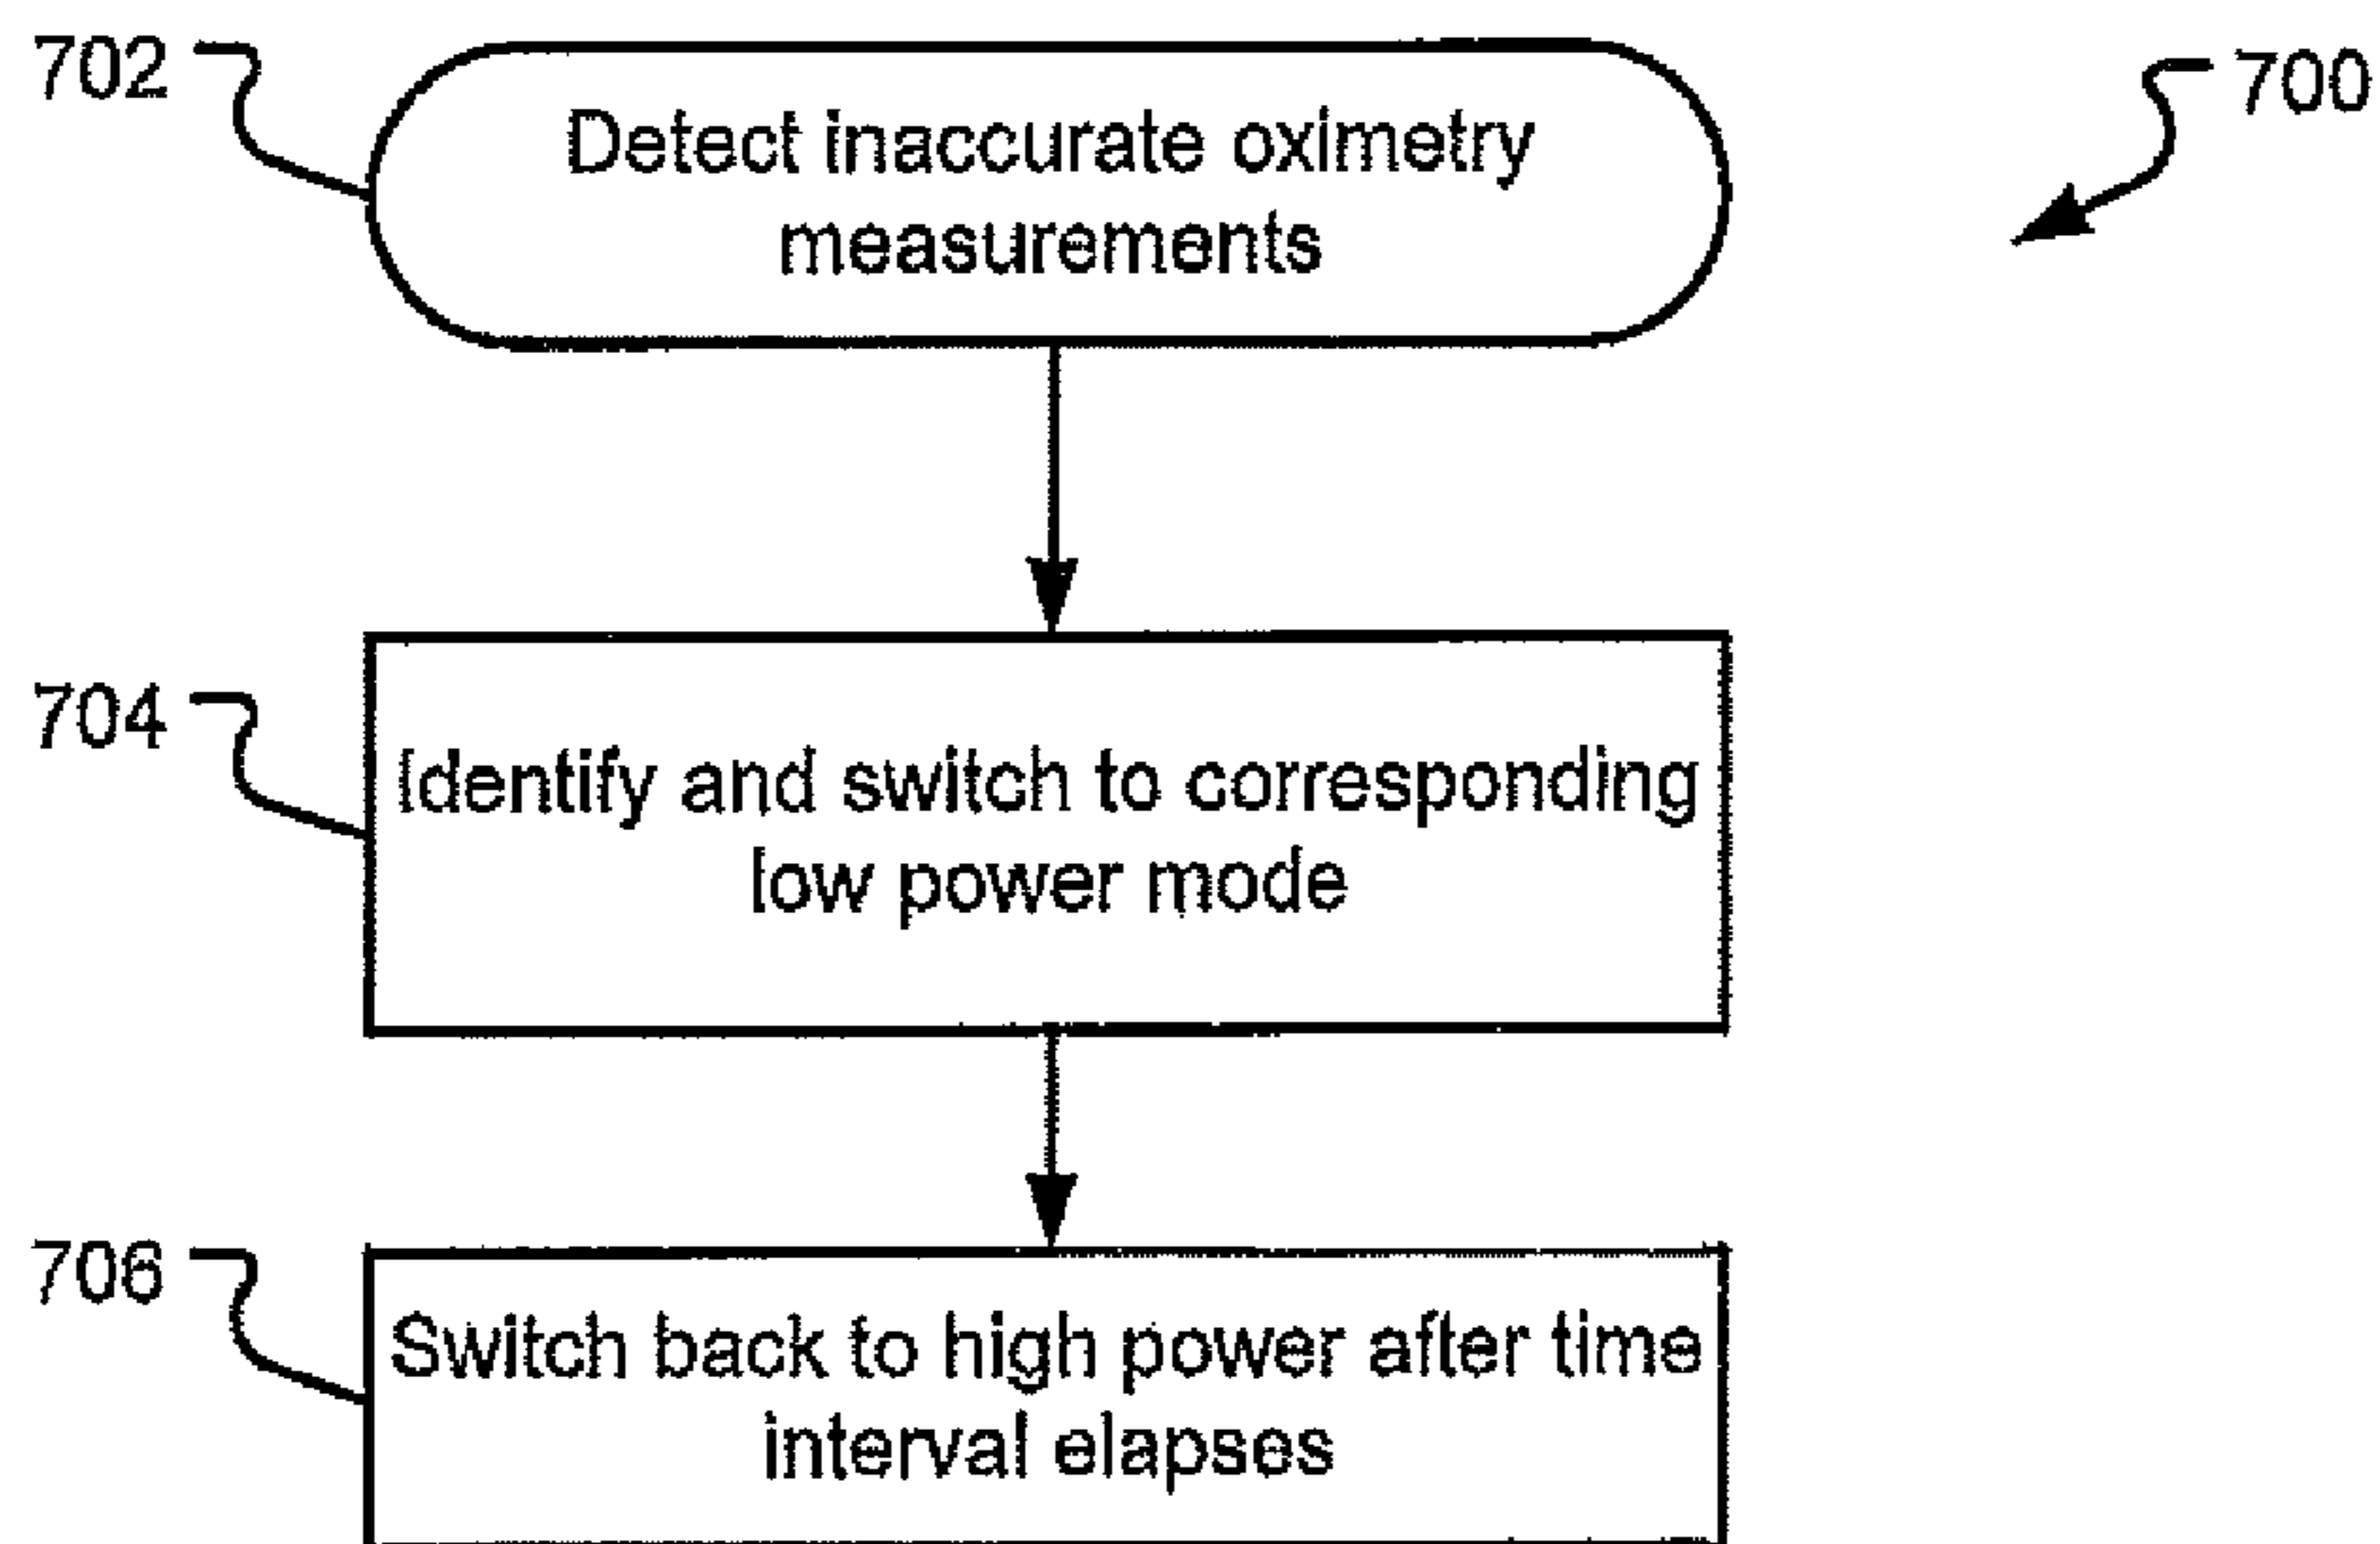 702
Detect inaccurate oximetry
measurements
700
704
Identify and switch to corresponding
low power mode
706
Switch back to high power after time
interval elapses